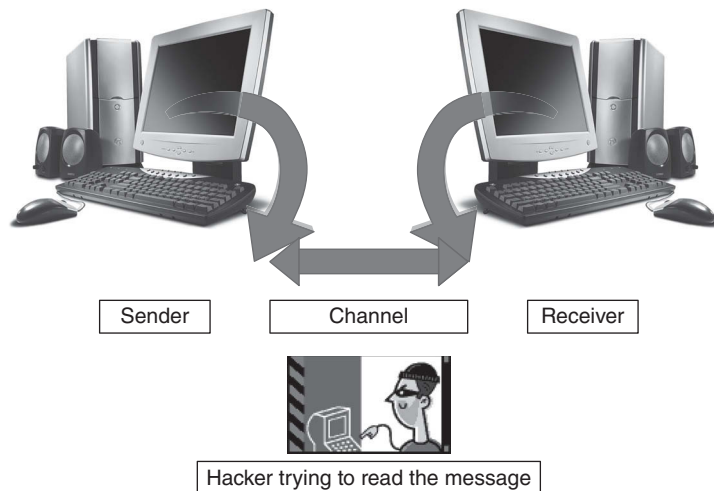 Sender
Channel
Receiver
Hacker trying to read the message